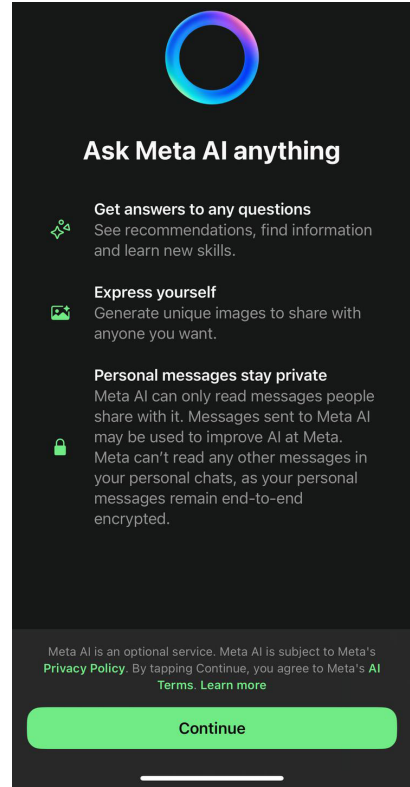 Ask Meta AI anything
Get answers to any questions
See recommendations, find information
and learn new skills.
Express yourself
Generate unique images to share with
anyone you want.
Personal messages stay private
Meta AI can only read messages people
share with it. Messages sent to Meta AI
may be used to improve AI at Meta.
Meta can't read any other messages in
your personal chats, as your personal
messages remain end-to-end
encrypted.
Meta AI is an optional service. Meta AI is subject to Meta's
Privacy Policy. By tapping Continue, you agree to Meta's AI
Terms. Learn more
Continue